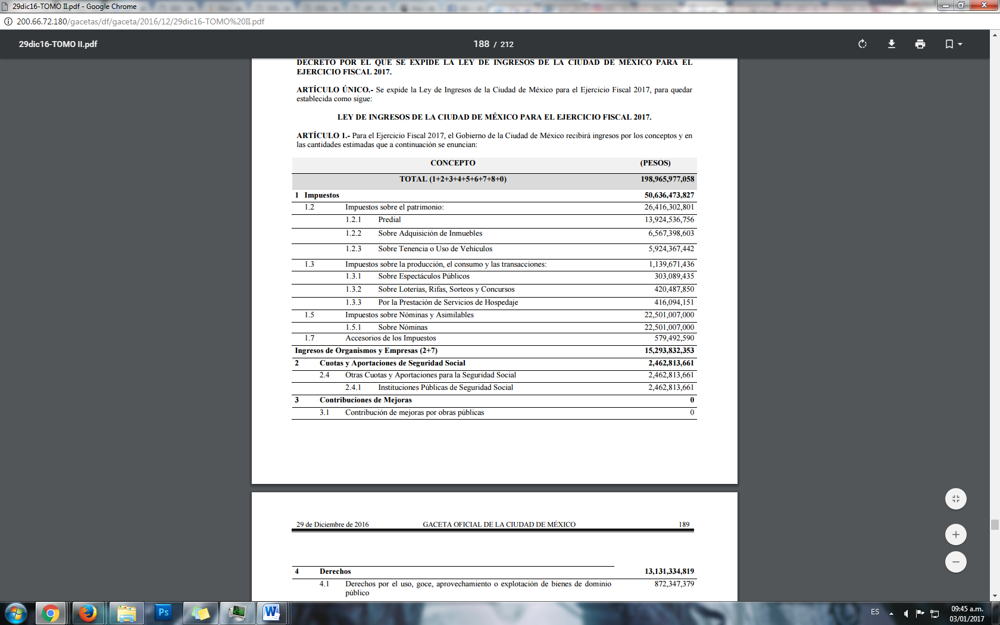 29dic16-TOMO II.pdf - Google Chrome
200.66.72.180/gacetas/df/gaceta/2016/12/29dic16-TOMO%20II.pdf
29dic16-TOMO II.pdf 188 / 212
DECRETO POR EL QUE SE EXPIDE LA LEY DE INGRESOS DE LA CIUDAD DE MÉXICO PARA EL
EJERCICIO FISCAL 2017.
ARTÍCULO ÚNICO.- Se expide la Ley de Ingresos de la Ciudad de México para el Ejercicio Fiscal 2017, para quedar
establecida como sigue:
LEY DE INGRESOS DE LA CIUDAD DE MÉXICO PARA EL EJERCICIO FISCAL 2017.
ARTÍCULO 1.- Para el Ejercicio Fiscal 2017, el Gobierno de la Ciudad de México recibirá ingresos por los conceptos y en
las cantidades estimadas que a continuación se enuncian:
CONCEPTO (PESOS)
TOTAL (1+2+3+4+5+6+7+8+0) 198,965,977,058
1 Impuestos 50,636,473,827
1.2 Impuestos sobre el patrimonio: 26,416,302,801
1.2.1 Predial 13,924,536,756
1.2.2 Sobre Adquisición de Inmuebles 6,567,398,603
1.2.3 Sobre Tenencia o Uso de Vehículos 5,924,367,442
1.3 Impuestos sobre la producción, el consumo y las transacciones: 1,139,671,436
1.3.1 Sobre Espectáculos Públicos 303,089,435
1.3.2 Sobre Loterías, Rifas, Sorteos y Concursos 420,487,850
1.3.3 Por la Prestación de Servicios de Hospedaje 416,094,151
1.5 Impuestos sobre Nóminas y Asimilables 22,501,007,000
1.5.1 Sobre Nóminas 22,501,007,000
1.7 Accesorios de los Impuestos 579,492,590
Ingresos de Organismos y Empresas (2+7) 15,293,832,353
2 Cuotas y Aportaciones de Seguridad Social 2,462,813,661
2.4 Otras Cuotas y Aportaciones para la Seguridad Social 2,462,813,661
2.4.1 Instituciones Públicas de Seguridad Social 2,462,813,661
3 Contribuciones de Mejoras 0
3.1 Contribución de mejoras por obras públicas 0
29 de Diciembre de 2016 GACETA OFICIAL DE LA CIUDAD DE MÉXICO 189
4 Derechos 13,131,334,819
4.1 Derechos por el uso, goce, aprovechamiento o explotación de bienes de dominio 872,347,379
público
Ps
W
ES
09:45 a.m.
03/01/2017